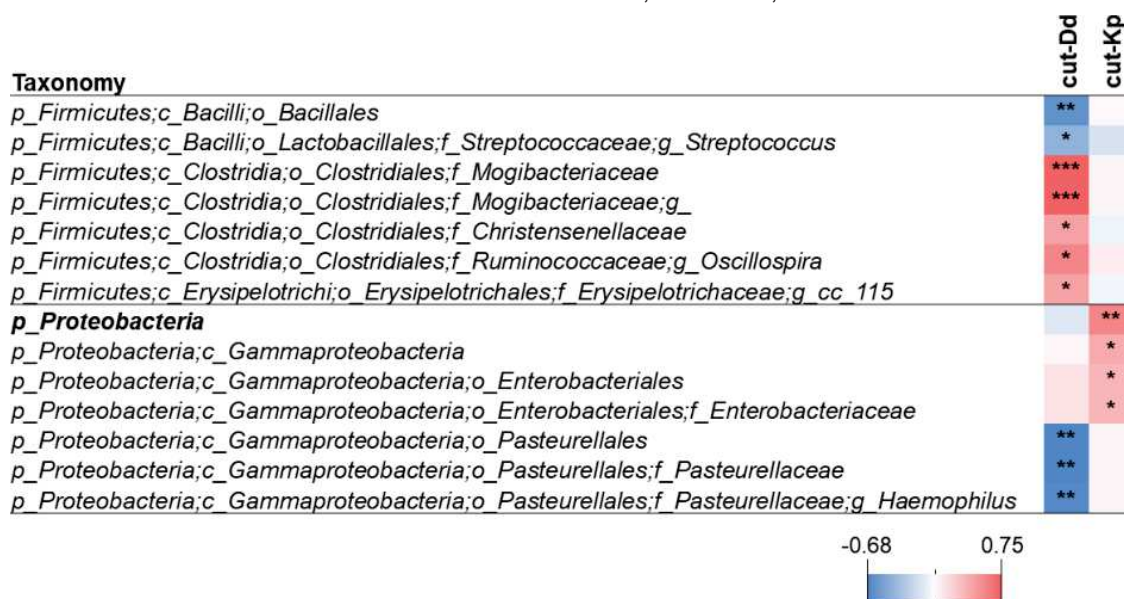 cut-Dd
cut-Kp
Taxonomy
p_Firmicutes;c_Bacilli;o_Bacillales **
p_Firmicutes;c_Bacilli;o_Lactobacillales;f_Streptococcaceae;g_Streptococcus *
p_Firmicutes;c_Clostridia;o_Clostridiales;f_Mogibacteriaceae ***
p_Firmicutes;c_Clostridia;o_Clostridiales;f_Mogibacteriaceae;g_ ***
p_Firmicutes;c_Clostridia;o_Clostridiales;f_Christensenellaceae *
p_Firmicutes;c_Clostridia;o_Clostridiales;f_Ruminococcaceae;g_Oscillospira *
p_Firmicutes;c_Erysipelotrichi;o_Erysipelotrichales;f_Erysipelotrichaceae;g_cc_115 *
p_Proteobacteria **
p_Proteobacteria;c_Gammaproteobacteria *
p_Proteobacteria;c_Gammaproteobacteria;o_Enterobacteriales *
p_Proteobacteria;c_Gammaproteobacteria;o_Enterobacteriales;f_Enterobacteriaceae *
p_Proteobacteria;c_Gammaproteobacteria;o_Pasteurellales **
p_Proteobacteria;c_Gammaproteobacteria;o_Pasteurellales;f_Pasteurellaceae **
p_Proteobacteria;c_Gammaproteobacteria;o_Pasteurellales;f_Pasteurellaceae;g_Haemophilus **
-0.68 0.75